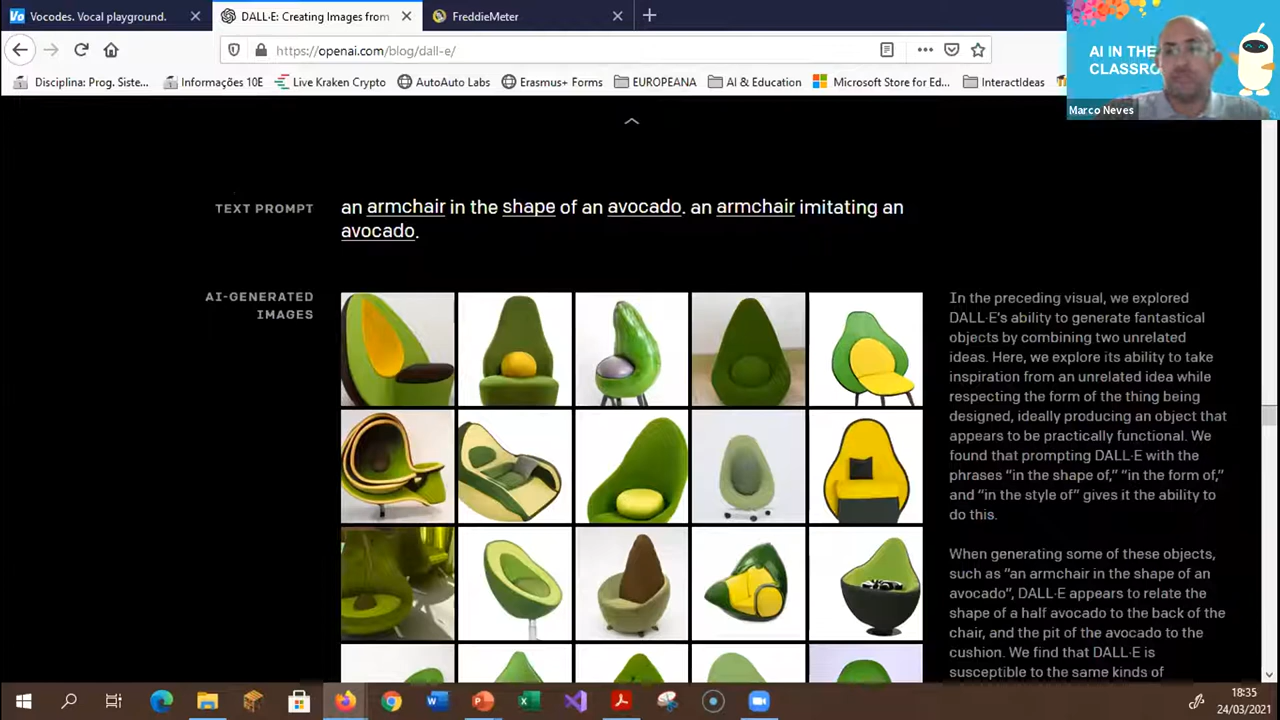 Vocodes. Vocal playground.
DALL·E: Creating Images from
FreddieMeter
https://openai.com/blog/dall-e/
Disciplina: Prog. Siste...
Informações 10E
Live Kraken Crypto
AutoAuto Labs
Erasmus+ Forms
EUROPEANA
AI & Education
Microsoft Store for Ed...
InteractIdeas
AI IN THE
CLASSRO
Marco Neves
TEXT PROMPT
an armchair in the shape of an avocado. an armchair imitating an
avocado.
AI-GENERATED
IMAGES
In the preceding visual, we explored
DALL·E's ability to generate fantastical
objects by combining two unrelated
ideas. Here, we explore its ability to take
inspiration from an unrelated idea while
respecting the form of the thing being
designed, ideally producing an object that
appears to be practically functional. We
found that prompting DALL·E with the
phrases “in the shape of,” “in the form of,”
and “in the style of” gives it the ability to
do this.
When generating some of these objects,
such as “an armchair in the shape of an
avocado”, DALL·E appears to relate the
shape of a half avocado to the back of the
chair, and the pit of the avocado to the
cushion. We find that DALL·E is
susceptible to the same kinds of
18:35
24/03/2021